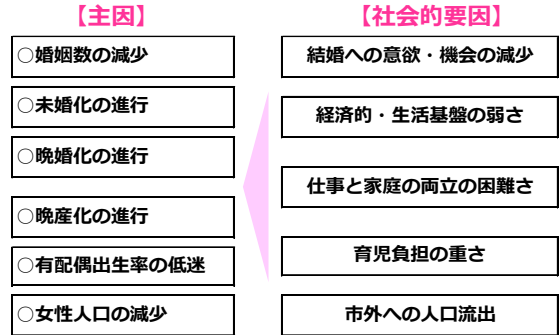 【主因】
○婚姻数の減少
○未婚化の進行
○晩婚化の進行
○晩産化の進行
○有配偶出生率の低迷
○女性人口の減少
【社会的要因】
結婚への意欲・機会の減少
経済的・生活基盤の弱さ
仕事と家庭の両立の困難さ
育児負担の重さ
市外への人口流出